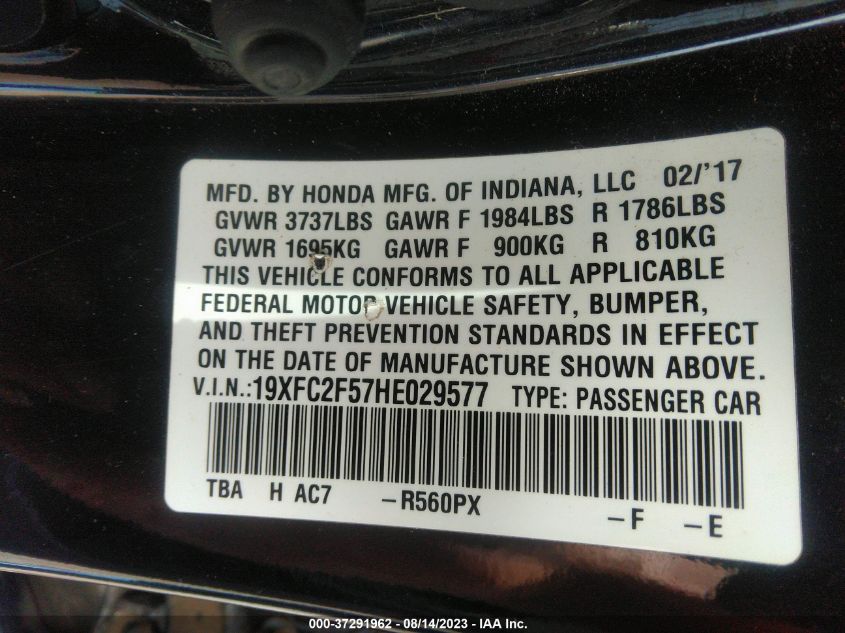 MFD. BY HONDA MFG. OF INDIANA, LLC 02/'17
GVWR 3737LBS GAWR F 1984LBS R 1786LBS
GVWR 1695KG GAWR F 900KG R 810KG
THIS VEHICLE CONFORMS TO ALL APPLICABLE
FEDERAL MOTOR VEHICLE SAFETY, BUMPER,
AND THEFT PREVENTION STANDARDS IN EFFECT
ON THE DATE OF MANUFACTURE SHOWN ABOVE.
V.I.N.:19XFC2F57HE029577 TYPE: PASSENGER CAR
TBA H AC7 –R560PX –F –E
000-37291962 - 08/14/2023 - IAA Inc.